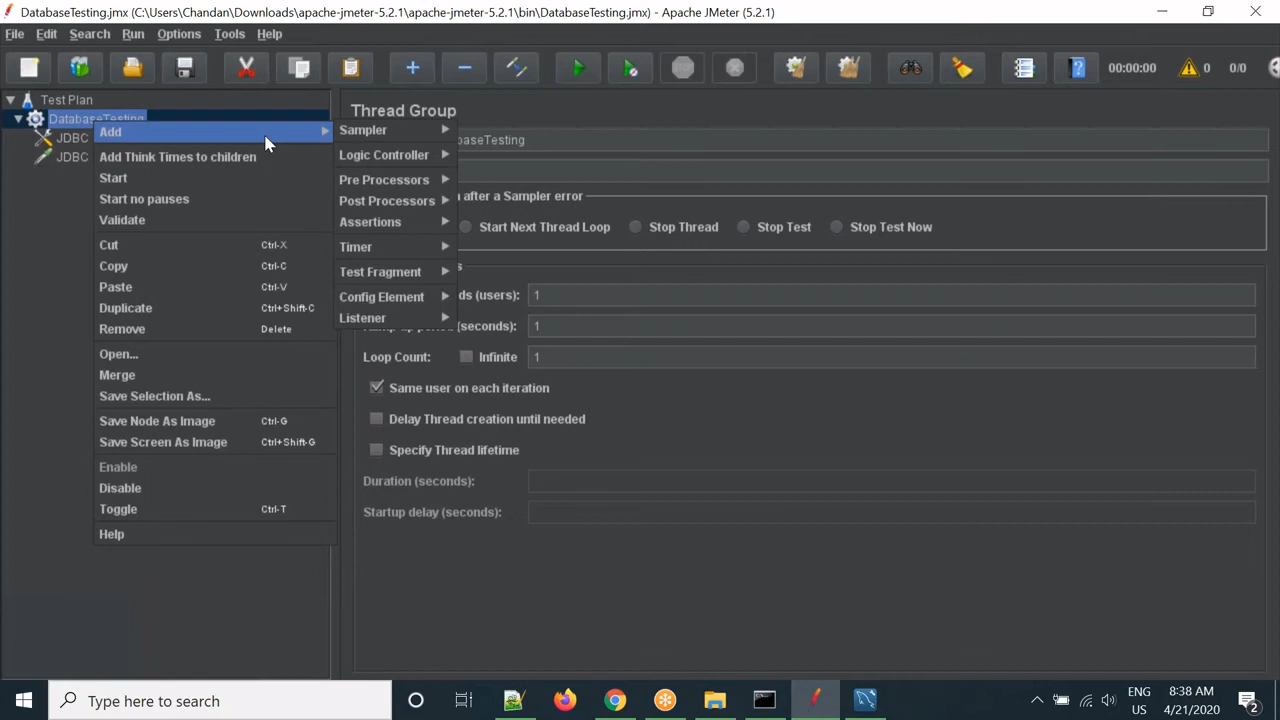 DatabaseTesting.jmx (C:\Users\Chandan\Downloads\apache-jmeter-5.2.1\apache-jmeter-5.2.1\bin\DatabaseTesting.jmx) - Apache JMeter (5.2.1)
File Edit Search Run Options Tools Help
00:00:00 0 0/0
Test Plan
DatabaseTesting
JDBC
JDBC
Add
Add Think Times to children
Start
Start no pauses
Validate
Cut Ctrl-X
Copy Ctrl-C
Paste Ctrl-V
Duplicate Ctrl+Shift-C
Remove Delete
Open...
Merge
Save Selection As...
Save Node As Image Ctrl-G
Save Screen As Image Ctrl+Shift-G
Enable
Disable
Toggle Ctrl-T
Help
Sampler
Logic Controller
Pre Processors
Post Processors
Assertions
Timer
Test Fragment
Config Element
Listener
Thread Group
baseTesting
after a Sampler error
Start Next Thread Loop Stop Thread Stop Test Stop Test Now
(users): 1
(seconds): 1
Loop Count: Infinite 1
Same user on each iteration
Delay Thread creation until needed
Specify Thread lifetime
Duration (seconds):
Startup delay (seconds):
Type here to search
ENG
US
8:38 AM
4/21/2020
2